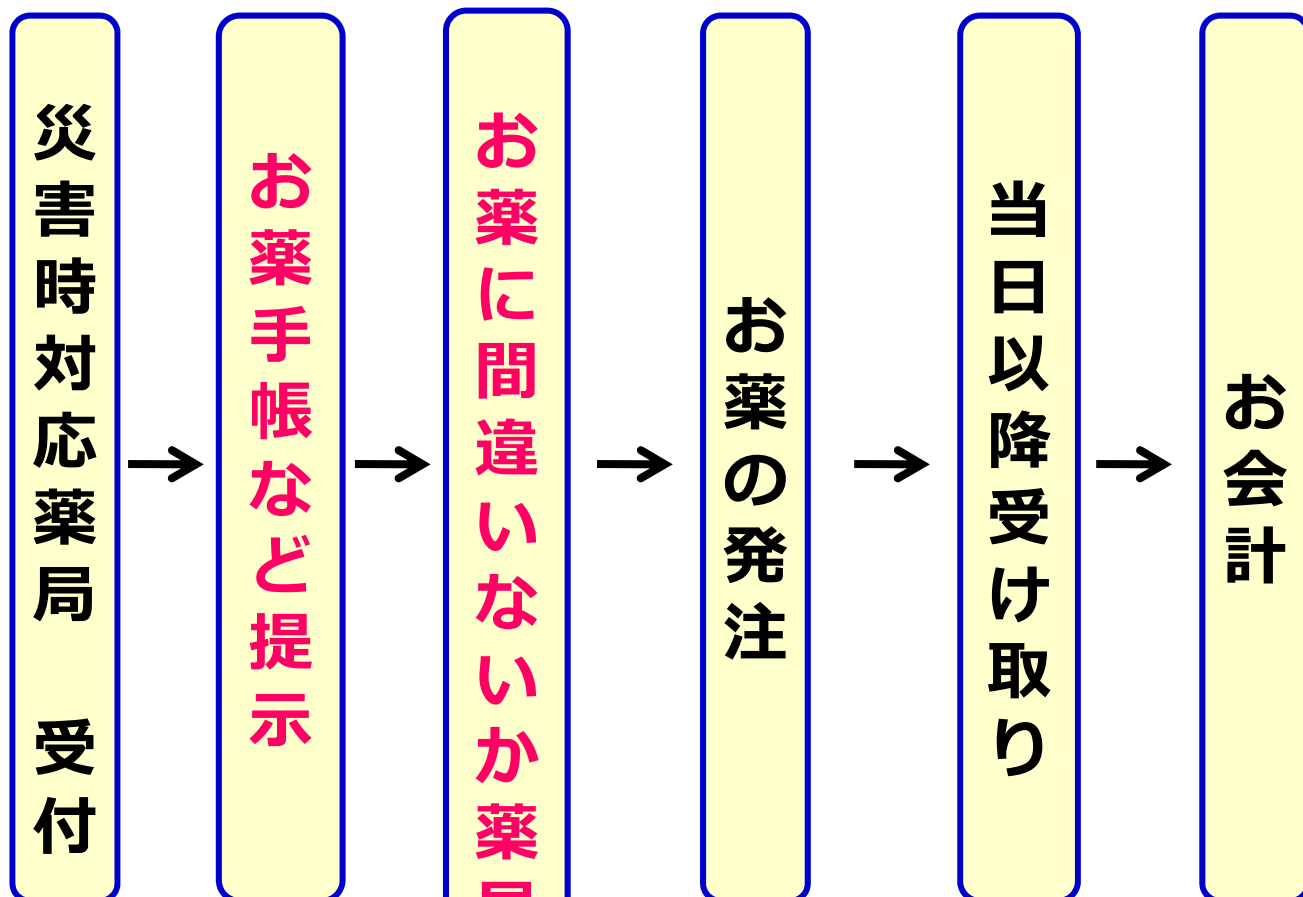 災害時対応薬局　受付
お薬手帳など提示
お薬に間違いないか薬
お薬の発注
当日以降受け取り
お会計